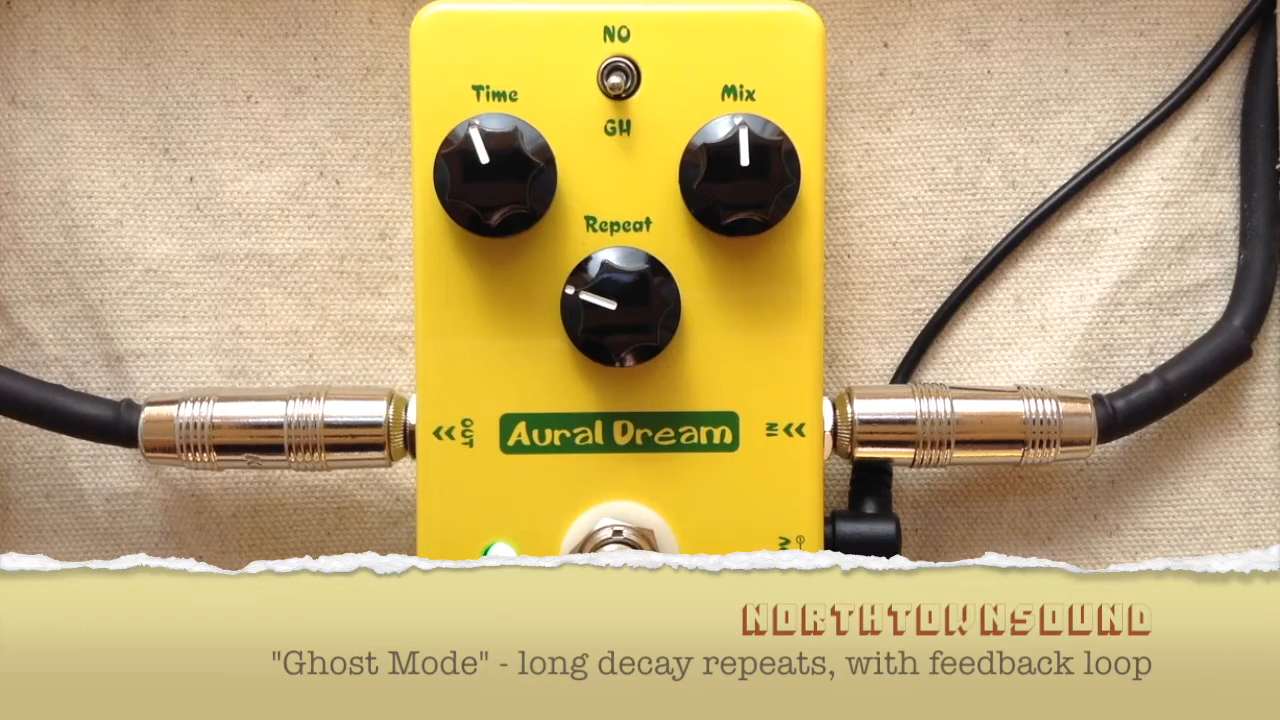 NO
Time
Mix
GH
Repeat
OUT
Aural Dream
IN
NORTHTOWNSOUND
"Ghost Mode" - long decay repeats, with feedback loop